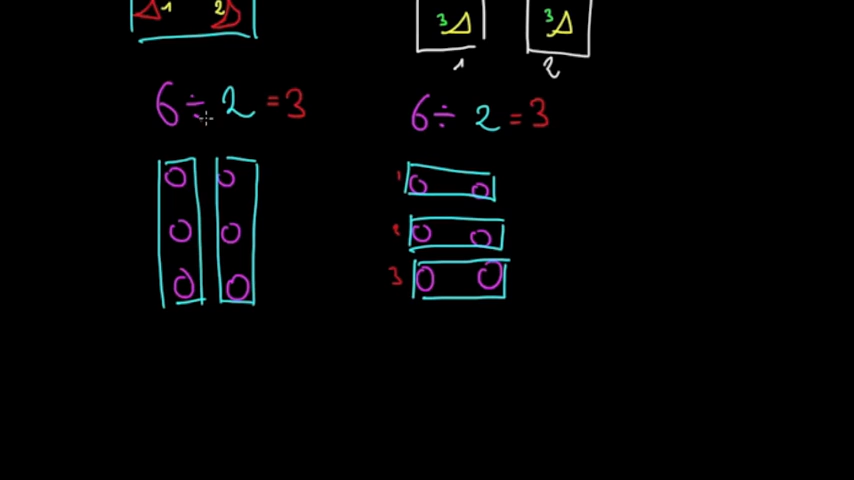 1 2 3 3
1 2
6 ÷ 2 = 3 6 ÷ 2 = 3
1
2
3